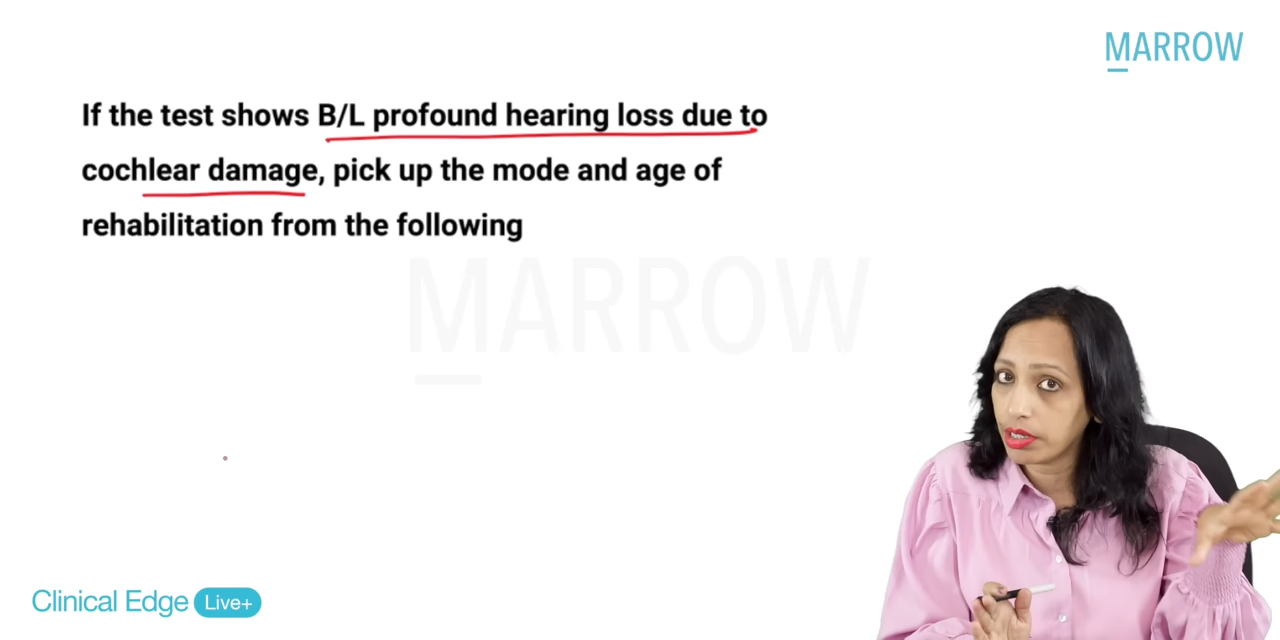 MARROW
If the test shows B/L profound hearing loss due to
cochlear damage, pick up the mode and age of
rehabilitation from the following
MARROW
Clinical Edge Live+